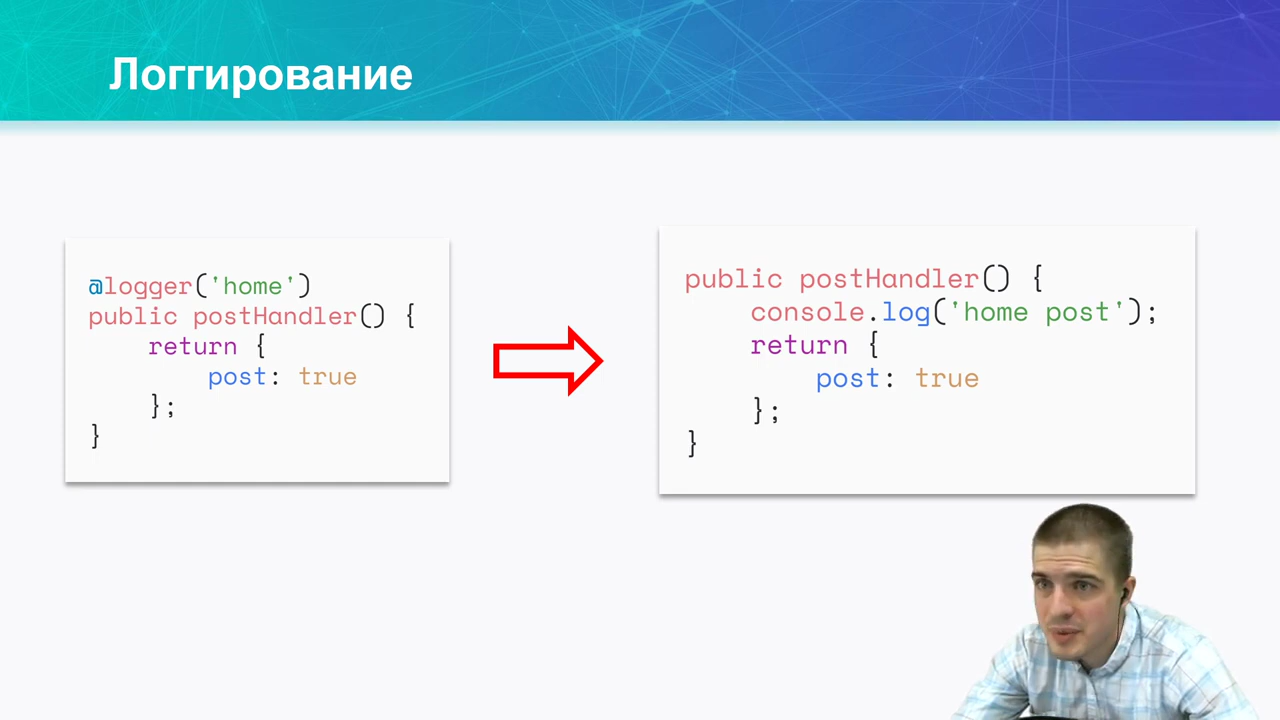 Логгирование
@logger('home')
public postHandler() {
return {
post: true
};
}
public postHandler() {
console.log('home post');
return {
post: true
};
}